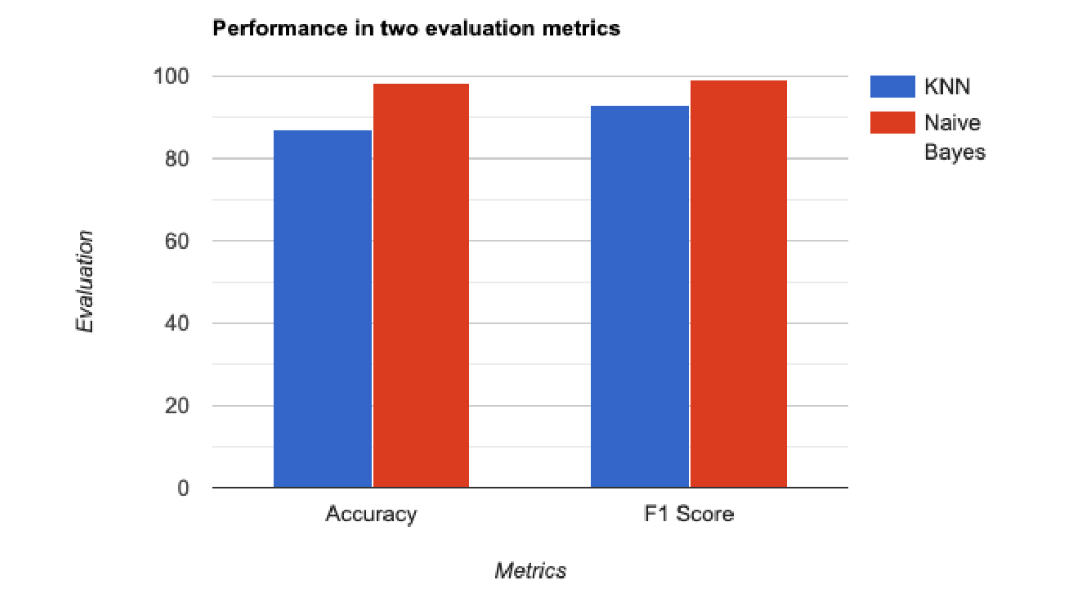 Performance in two evaluation metrics
100
80
60
40
20
0
Evaluation
Accuracy
F1 Score
Metrics
KNN
Naive
Bayes